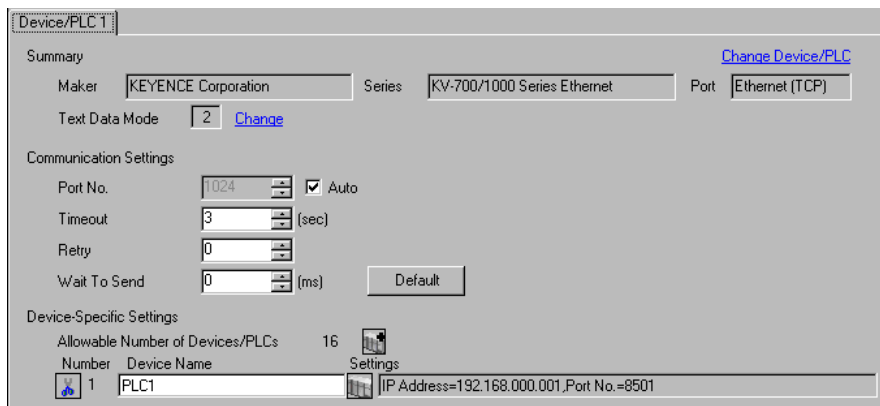 Device/PLC 1
Summary Change Device/PLC
Maker KEYENCE Corporation Series KV-700/1000 Series Ethernet Port Ethernet (TCP)
Text Data Mode 2 Change
Communication Settings
Port No. 1024 Auto
Timeout 3 (sec)
Retry 0
Wait To Send 0 (ms) Default
Device-Specific Settings
Allowable Number of Devices/PLCs 16
Number Device Name Settings
1 PLC1 IP Address=192.168.000.001,Port No.=8501